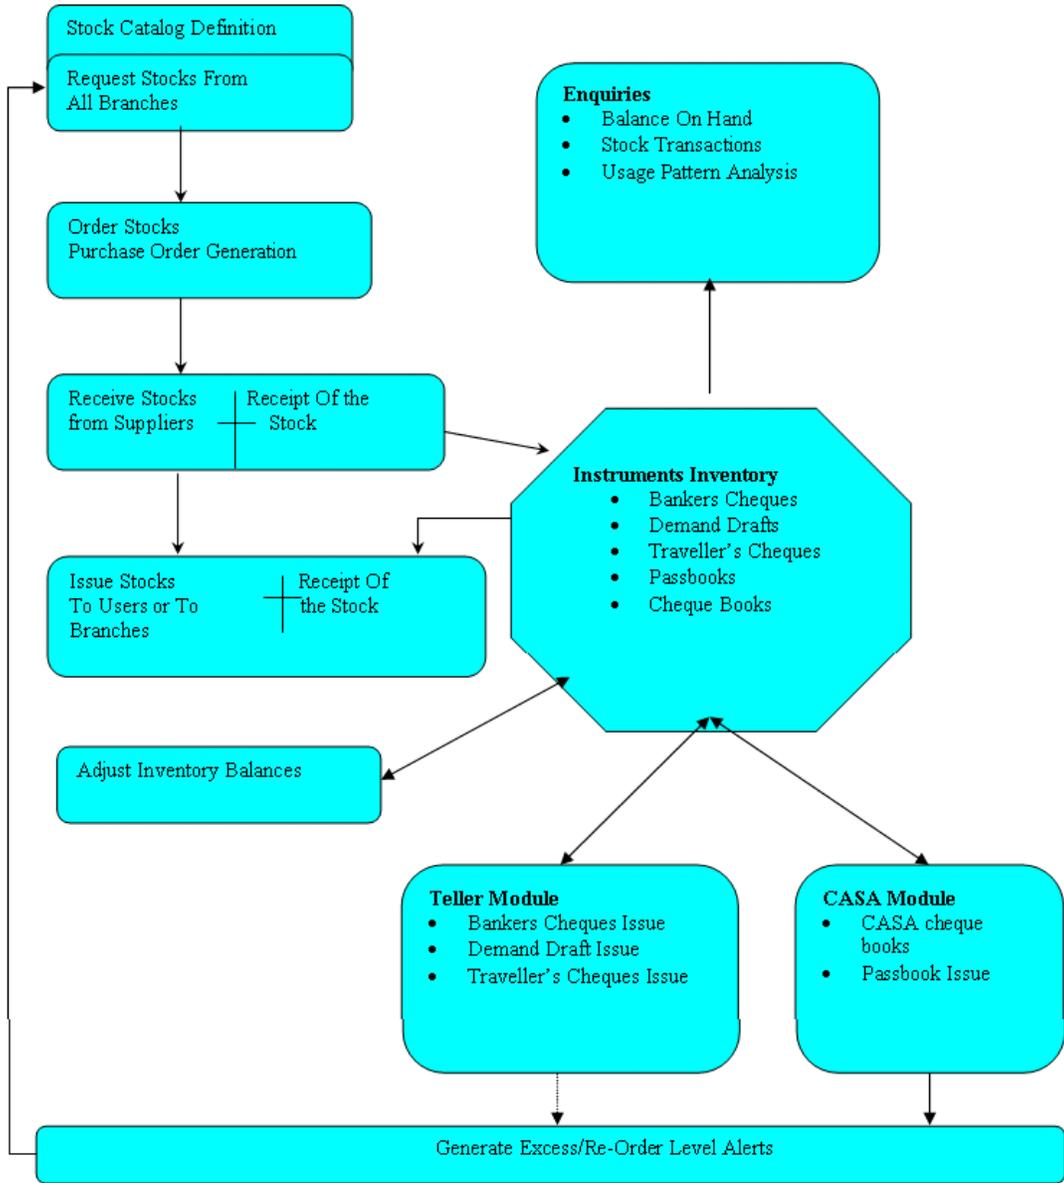 Stock Catalog Definition
Request Stocks From
All Branches
Enquiries
• Balance On Hand
• Stock Transactions
• Usage Pattern Analysis
Order Stocks
Purchase Order Generation
Receive Stocks
from Suppliers
Receipt Of the
Stock
Instruments Inventory
• Bankers Cheques
• Demand Drafts
• Traveller's Cheques
• Passbooks
• Cheque Books
Issue Stocks
To Users or To
Branches
Receipt Of
the Stock
Adjust Inventory Balances
Teller Module
• Bankers Cheques Issue
• Demand Draft Issue
• Traveller's Cheques Issue
CASA Module
• CASA cheque
books
• Passbook Issue
Generate Excess/Re-Order Level Alerts